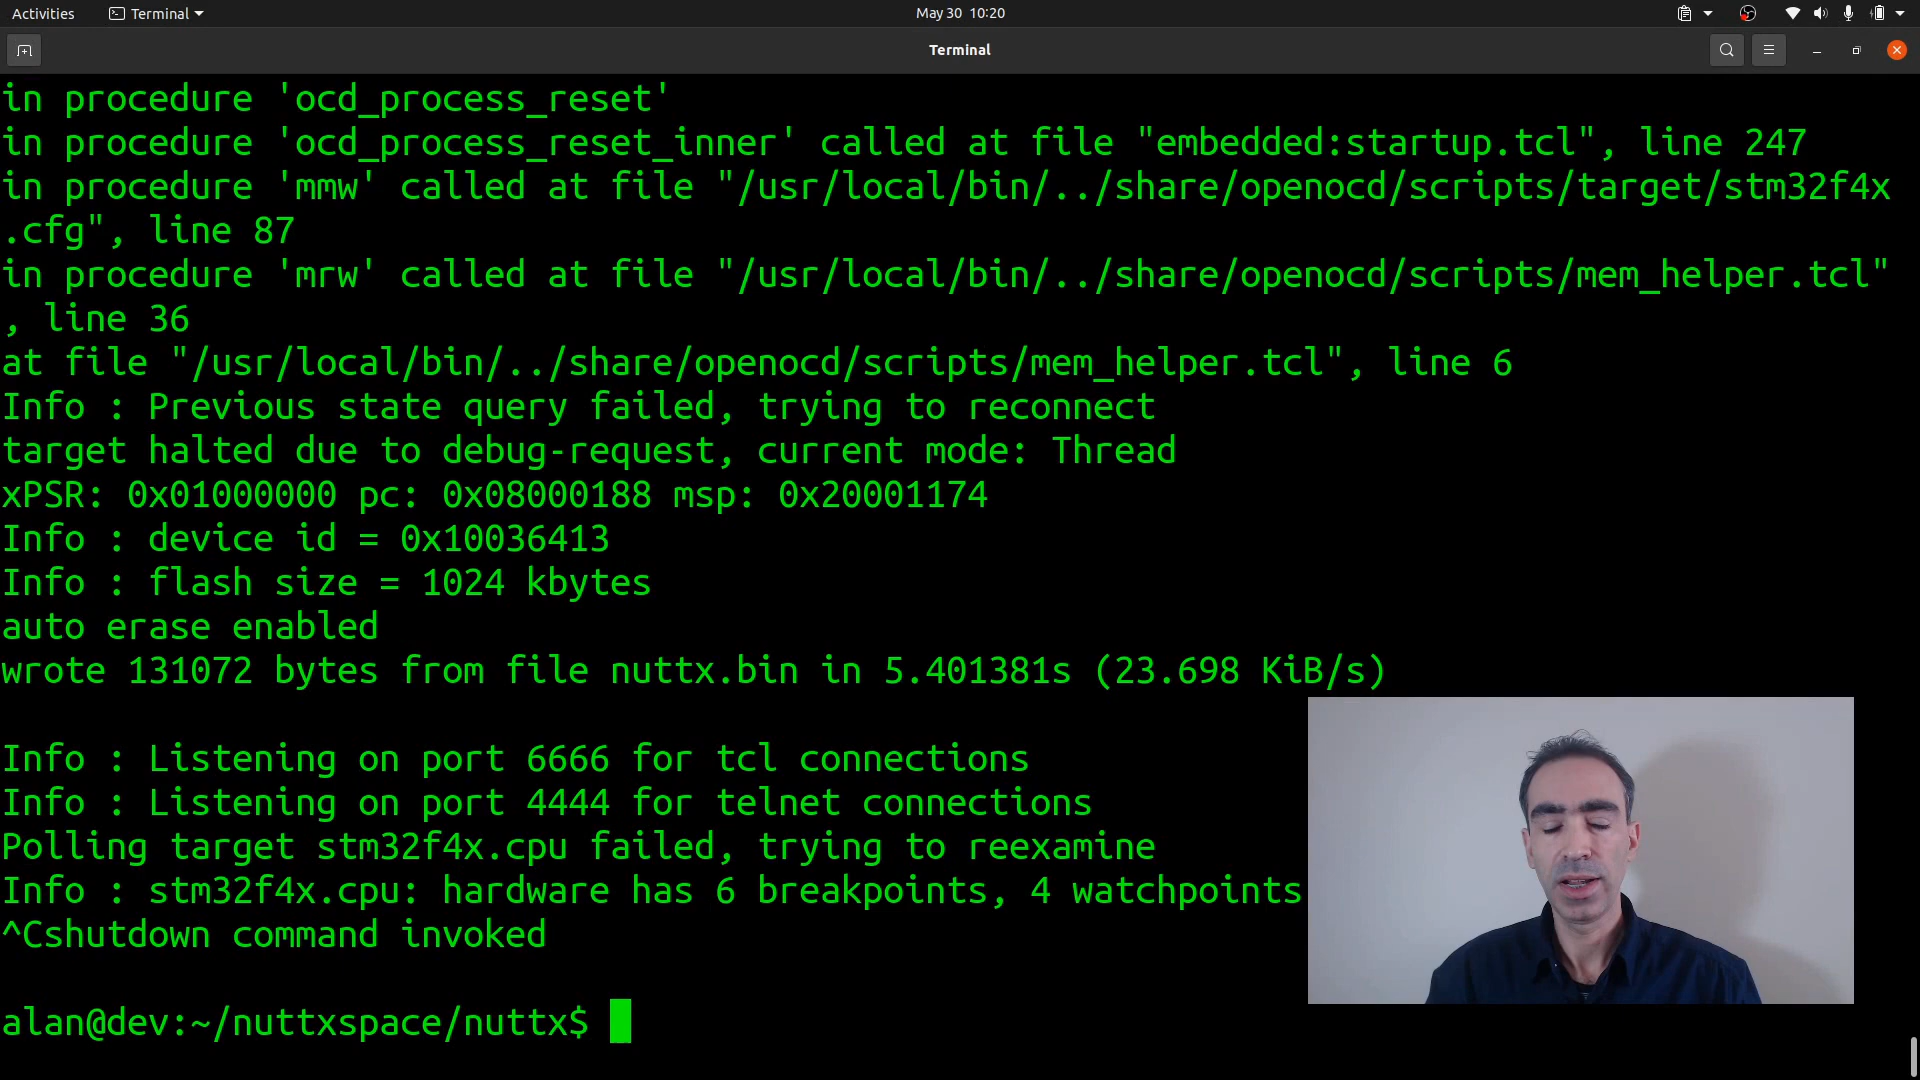 Activities Terminal May 30 10:20
Terminal
in procedure 'ocd_process_reset'
in procedure 'ocd_process_reset_inner' called at file "embedded:startup.tcl", line 247
in procedure 'mmw' called at file "/usr/local/bin/../share/openocd/scripts/target/stm32f4x
.cfg", line 87
in procedure 'mrw' called at file "/usr/local/bin/../share/openocd/scripts/mem_helper.tcl"
, line 36
at file "/usr/local/bin/../share/openocd/scripts/mem_helper.tcl", line 6
Info : Previous state query failed, trying to reconnect
target halted due to debug-request, current mode: Thread
xPSR: 0x01000000 pc: 0x08000188 msp: 0x20001174
Info : device id = 0x10036413
Info : flash size = 1024 kbytes
auto erase enabled
wrote 131072 bytes from file nuttx.bin in 5.401381s (23.698 KiB/s)
Info : Listening on port 6666 for tcl connections
Info : Listening on port 4444 for telnet connections
Polling target stm32f4x.cpu failed, trying to reexamine
Info : stm32f4x.cpu: hardware has 6 breakpoints, 4 watchpoints
^Cshutdown command invoked
alan@dev:~/nuttxspace/nuttx$